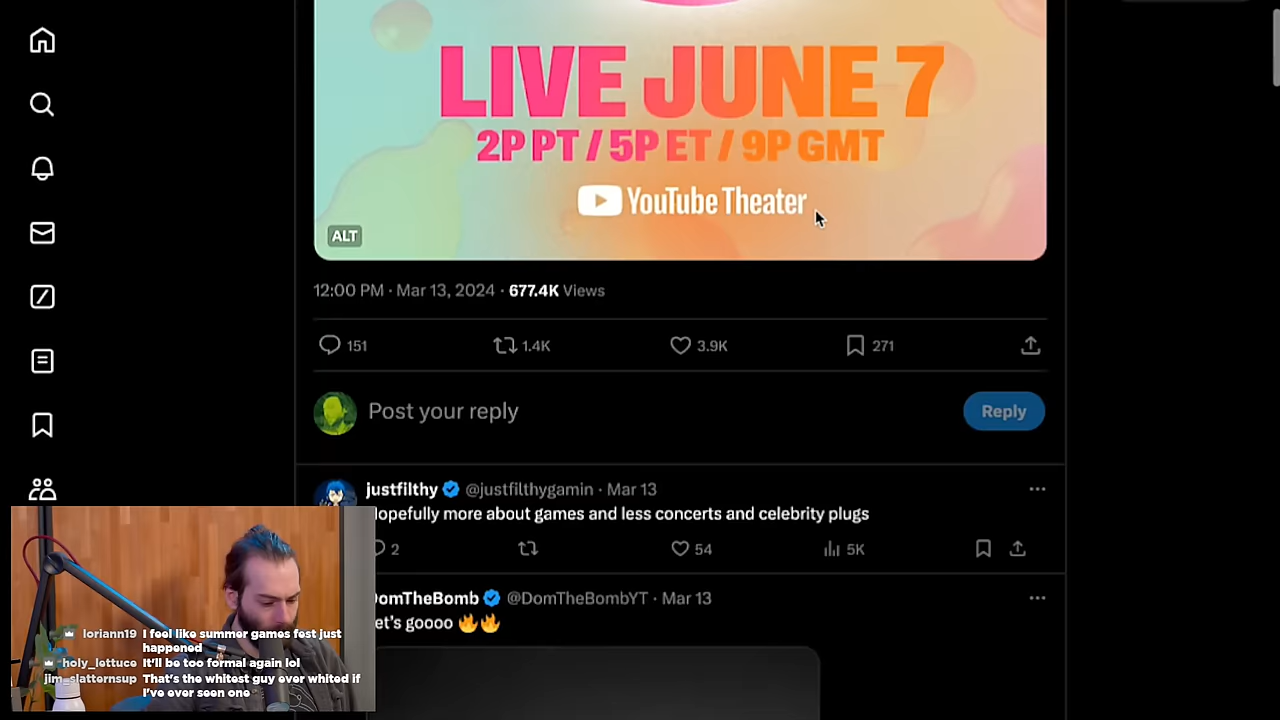 LIVE JUNE 7
2P PT / 5P ET / 9P GMT
YouTube Theater
ALT
12:00 PM · Mar 13, 2024 · 677.4K Views
151
1.4K
3.9K
271
Post your reply
Reply
justfilthy @justfilthygamin · Mar 13
opefully more about games and less concerts and celebrity plugs
2
54
5K
DomTheBomb @DomTheBombYT · Mar 13
et's goooo 🔥🔥
loriann19 I feel like summer games fest just
happened
holy_lettuce It'll be too formal again lol
jim_slatternsup That's the whitest guy ever whited if
I've ever seen one